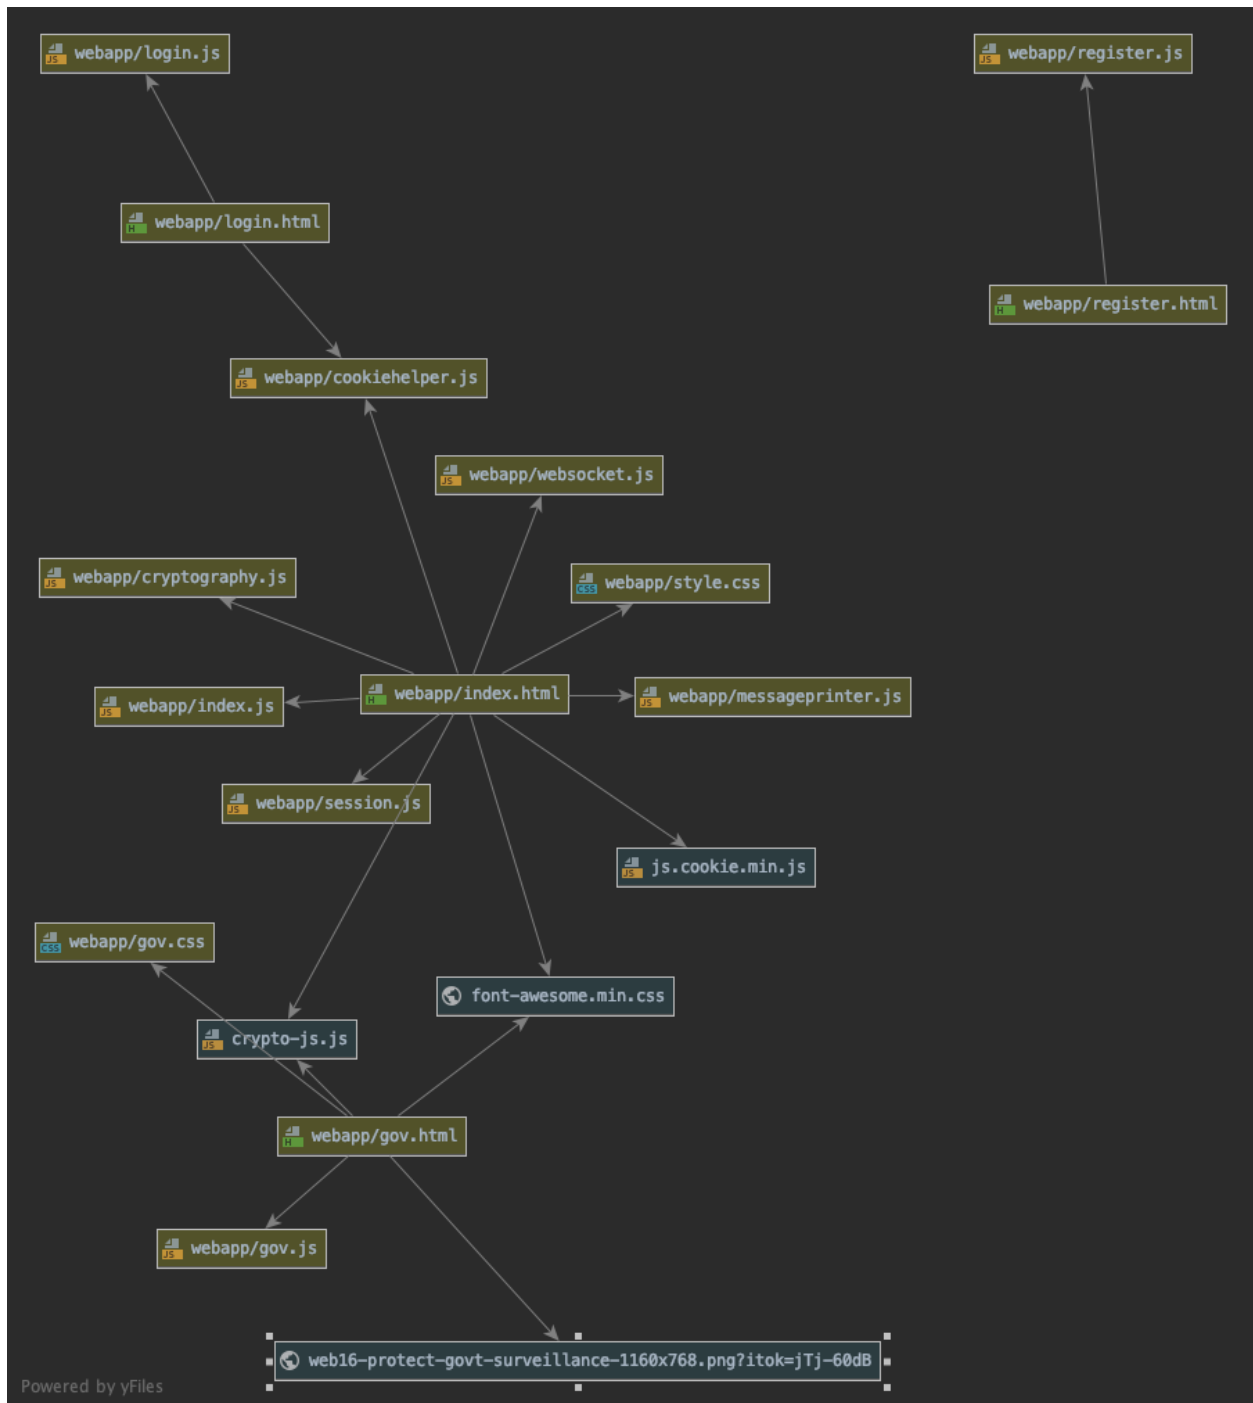 webapp/login.js
webapp/register.js
webapp/login.html
webapp/register.html
webapp/cookiehelper.js
webapp/websocket.js
webapp/cryptography.js
webapp/style.css
webapp/index.html
webapp/messageprinter.js
webapp/index.js
webapp/session.js
js.cookie.min.js
webapp/gov.css
font-awesome.min.css
crypto-js.js
webapp/gov.html
webapp/gov.js
web16-protect-govt-surveillance-1160x768.png?itok=jTj-60dB
Powered by yFiles